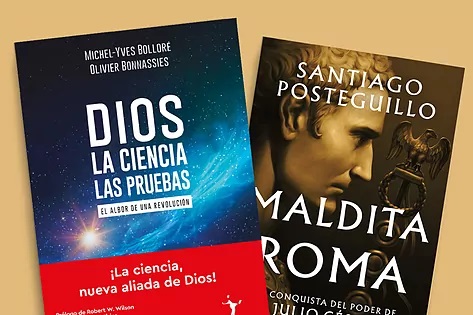 MICHEL-YVES BOLLORÉ
OLIVIER BONNASSIES
DIOS
LA CIENCIA
LAS PRUEBAS
EL ALBOR DE UNA REVOLUCIÓN
¡La ciencia,
nueva aliada de Dios!
Prólogo de Robert W. Wilson
SANTIAGO
POSTEGUILLO
MALDITA
ROMA
CONQUISTA DEL PODER DE
JULIO